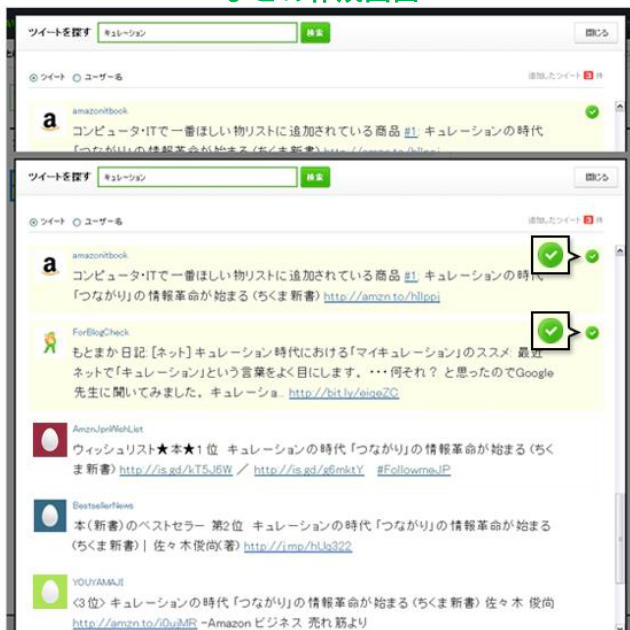 ツイートを探す キュレーション 検索 閉じる
ツイート ユーザー名 追加したツイート 3 件
amazonitbook
コンピュータ・ITで一番ほしい物リストに追加されている商品 #1: キュレーションの時代
「つながり」の情報革命が始まる (ちくま新書)
ツイートを探す キュレーション 検索 閉じる
ツイート ユーザー名 追加したツイート 3 件
amazonitbook
コンピュータ・ITで一番ほしい物リストに追加されている商品 #1: キュレーションの時代
「つながり」の情報革命が始まる (ちくま新書) http://amzn.to/hIlppj
ForBlogCheck
もとまか日記: [ネット] キュレーション時代における「マイキュレーション」のススメ: 最近
ネットで「キュレーション」という言葉をよく目にします。 ・・・何それ？ と思ったのでGoogle
先生に聞いてみました。 キュレーショ... http://bit.ly/eiqeZC
AmznJpnWishList
ウィッシュリスト★本★1位 キュレーションの時代 「つながり」の情報革命が始まる (ちく
ま新書) http://is.gd/kT5J6W ／ http://is.gd/g6mktY #FollowmeJP
BestsellerNews
本(新書)のベストセラー 第2位 キュレーションの時代 「つながり」の情報革命が始まる
(ちくま新書) | 佐々木俊尚(著) http://j.mp/hUg322
YOUYAMAJI
<3位> キュレーションの時代 「つながり」の情報革命が始まる (ちくま新書) 佐々木 俊尚
http://amzn.to/i0ujMR -Amazon ビジネス 売れ筋より